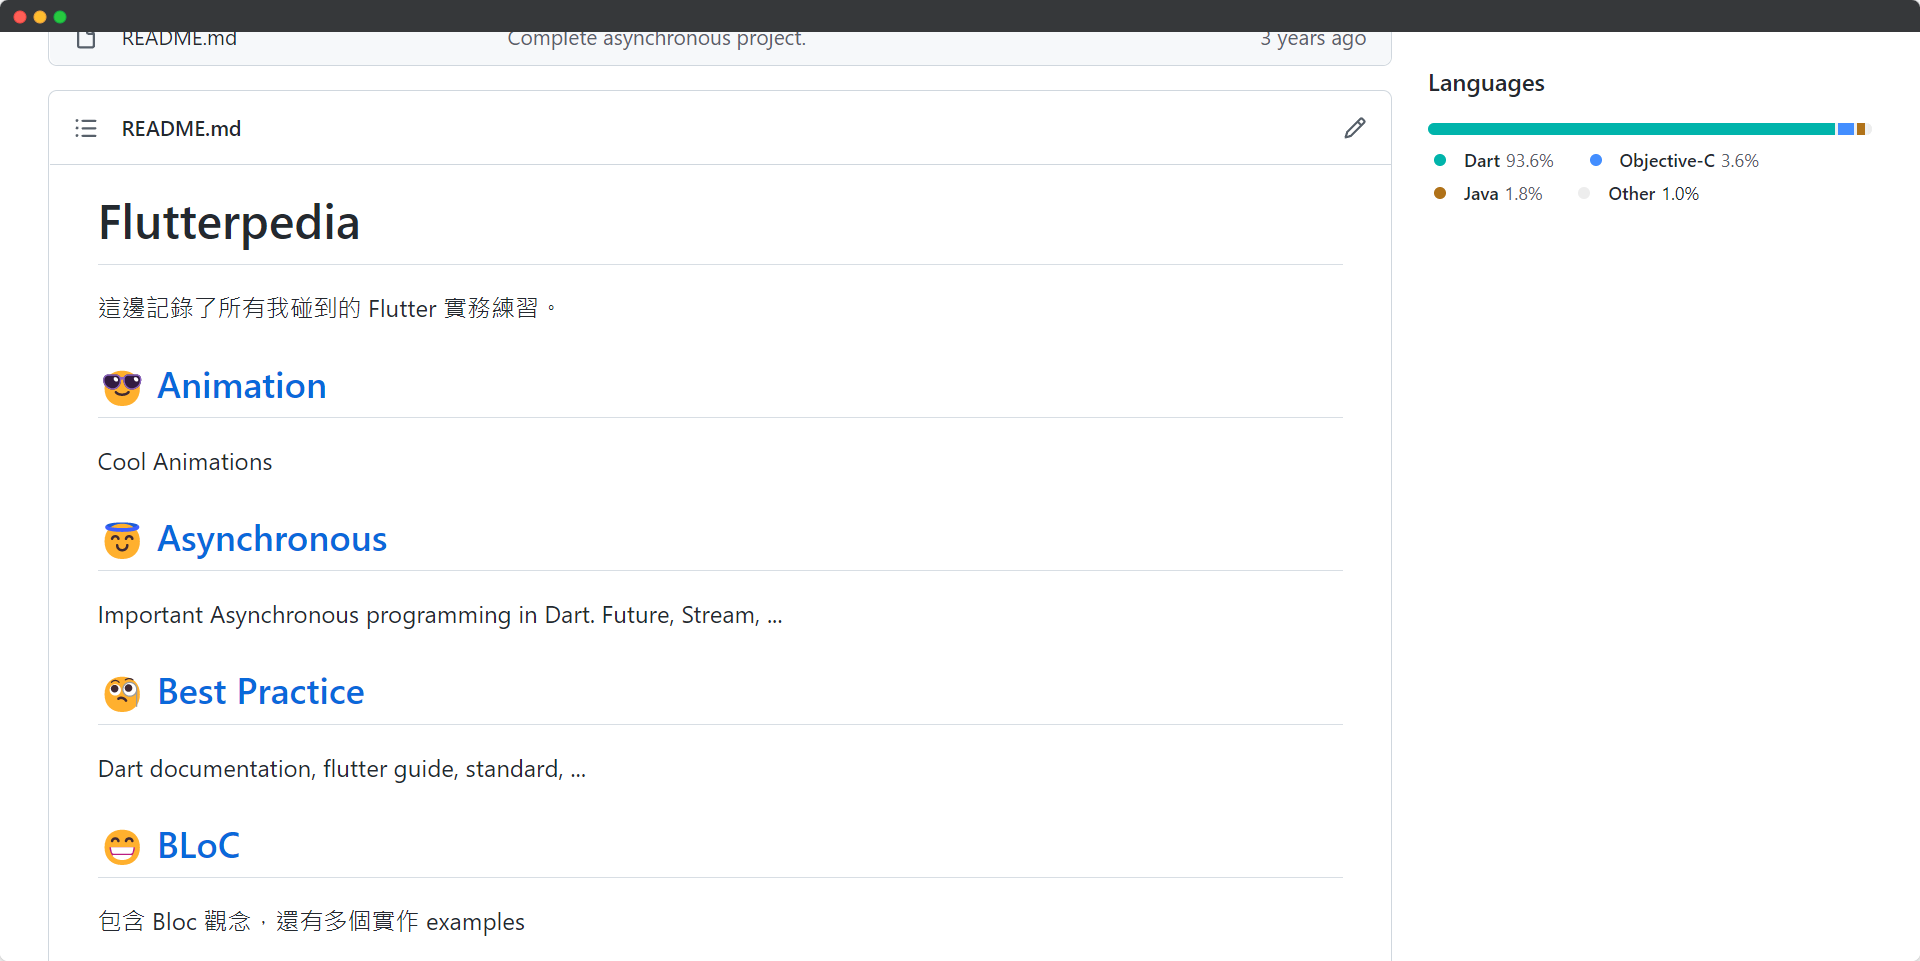 README.md Complete asynchronous project. 3 years ago
README.md
Flutterpedia
這邊記錄了所有我碰到的 Flutter 實務練習。
😎 Animation
Cool Animations
😇 Asynchronous
Important Asynchronous programming in Dart. Future, Stream, ...
🧐 Best Practice
Dart documentation, flutter guide, standard, ...
😁 BLoC
包含 Bloc 觀念，還有多個實作 examples
Languages
Dart 93.6% Objective-C 3.6%
Java 1.8% Other 1.0%